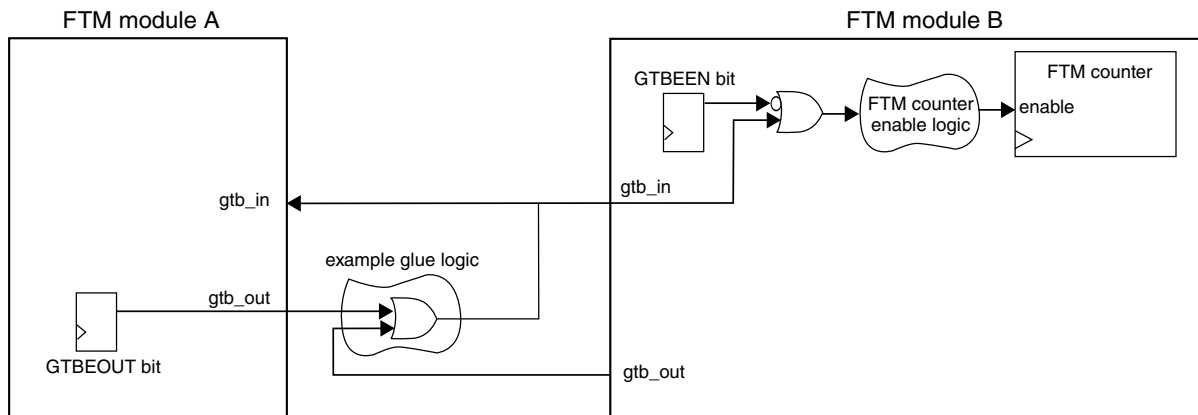 FTM module A
FTM module B
GTBEEN bit
FTM counter
enable
FTM counter
enable logic
gtb_in
gtb_in
example glue logic
gtb_out
GTBEOUT bit
gtb_out